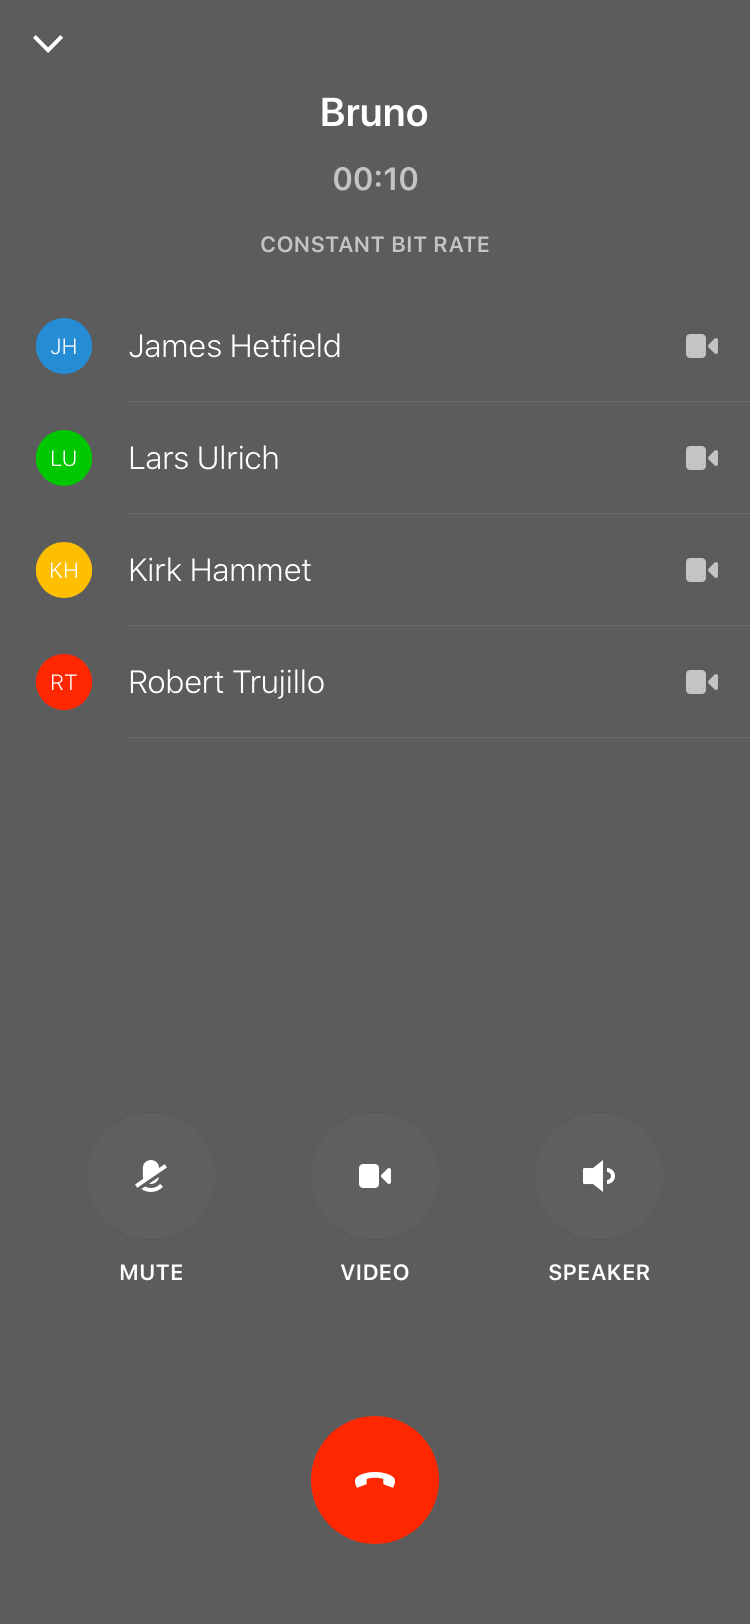 Bruno
00:10
CONSTANT BIT RATE
JH James Hetfield
LU Lars Ulrich
KH Kirk Hammet
RT Robert Trujillo
MUTE VIDEO SPEAKER